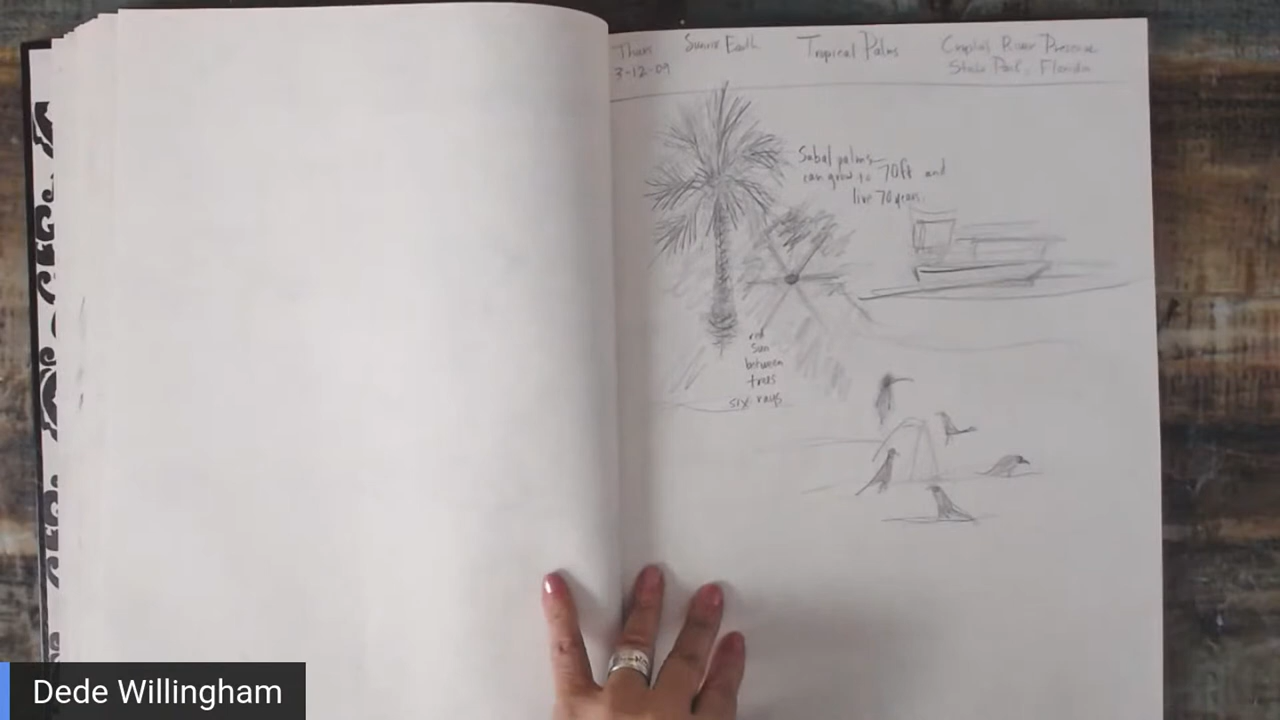 Thurs
3-12-09
Sunrise Earth
Tropical Palms
River Preserve
State Park, Florida
Sabal palms
can grow to 70ft and
live 70 years.
red
sun
between
trees
six rays
Dede Willingham